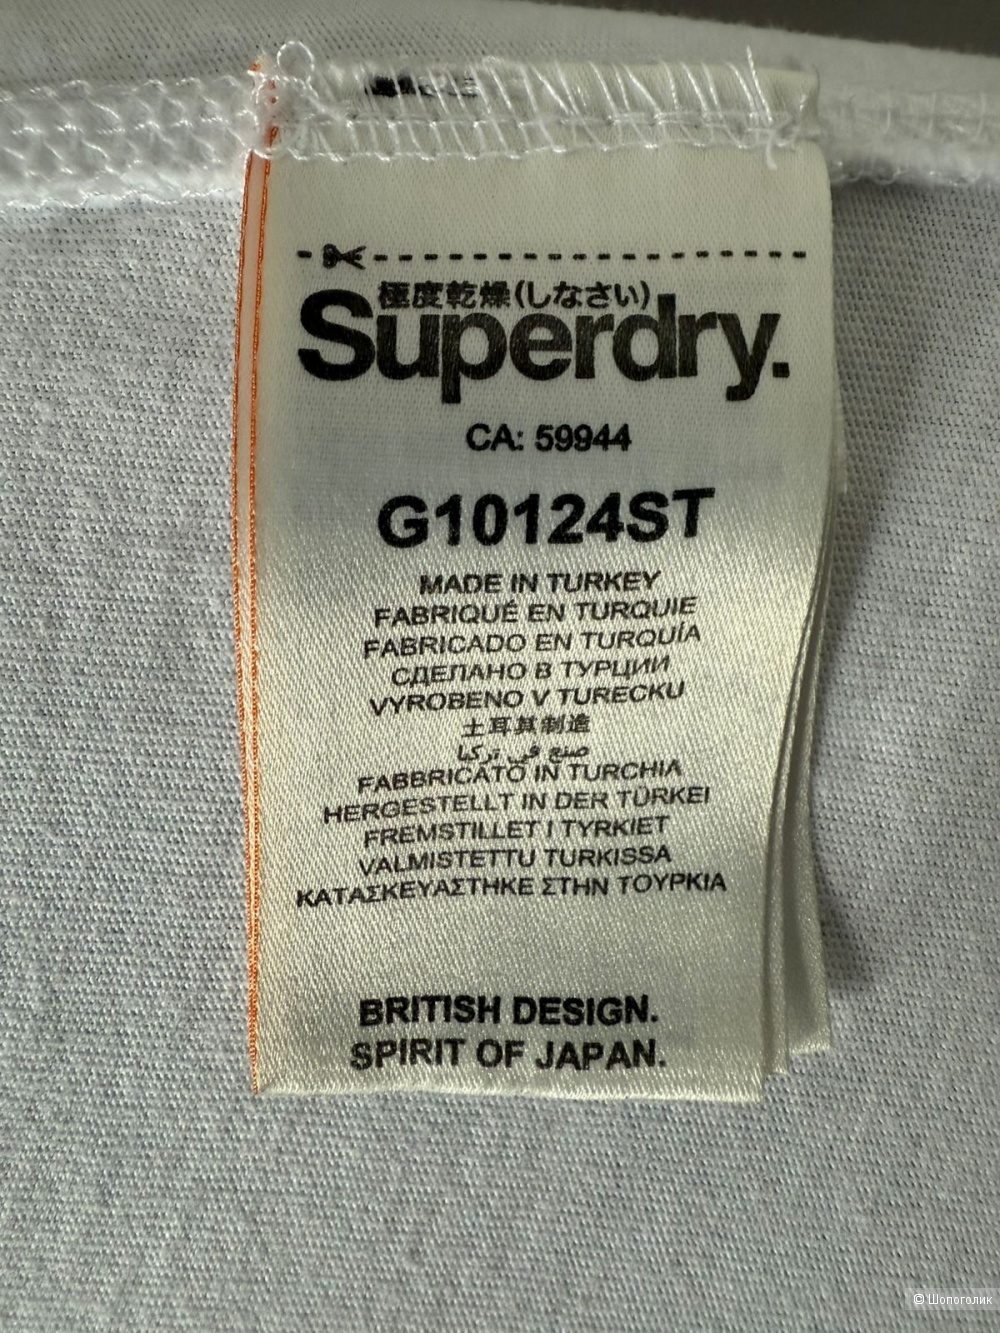 極度乾燥(しなさい)
Superdry.
CA: 59944
G10124ST
MADE IN TURKEY
FABRIQUÉ EN TURQUIE
FABRICADO EN TURQUÍA
СДЕЛАНО В ТУРЦИИ
VYROBENO V TURECKU
土耳其制造
صنع في تركيا
FABBRICATO IN TURCHIA
HERGESTELLT IN DER TÜRKEI
FREMSTILLET I TYRKIET
VALMISTETTU TURKISSA
ΚΑΤΑΣΚΕΥΑΣΤΗΚΕ ΣΤΗΝ ΤΟΥΡΚΙΑ
BRITISH DESIGN.
SPIRIT OF JAPAN.
© Шопоголик